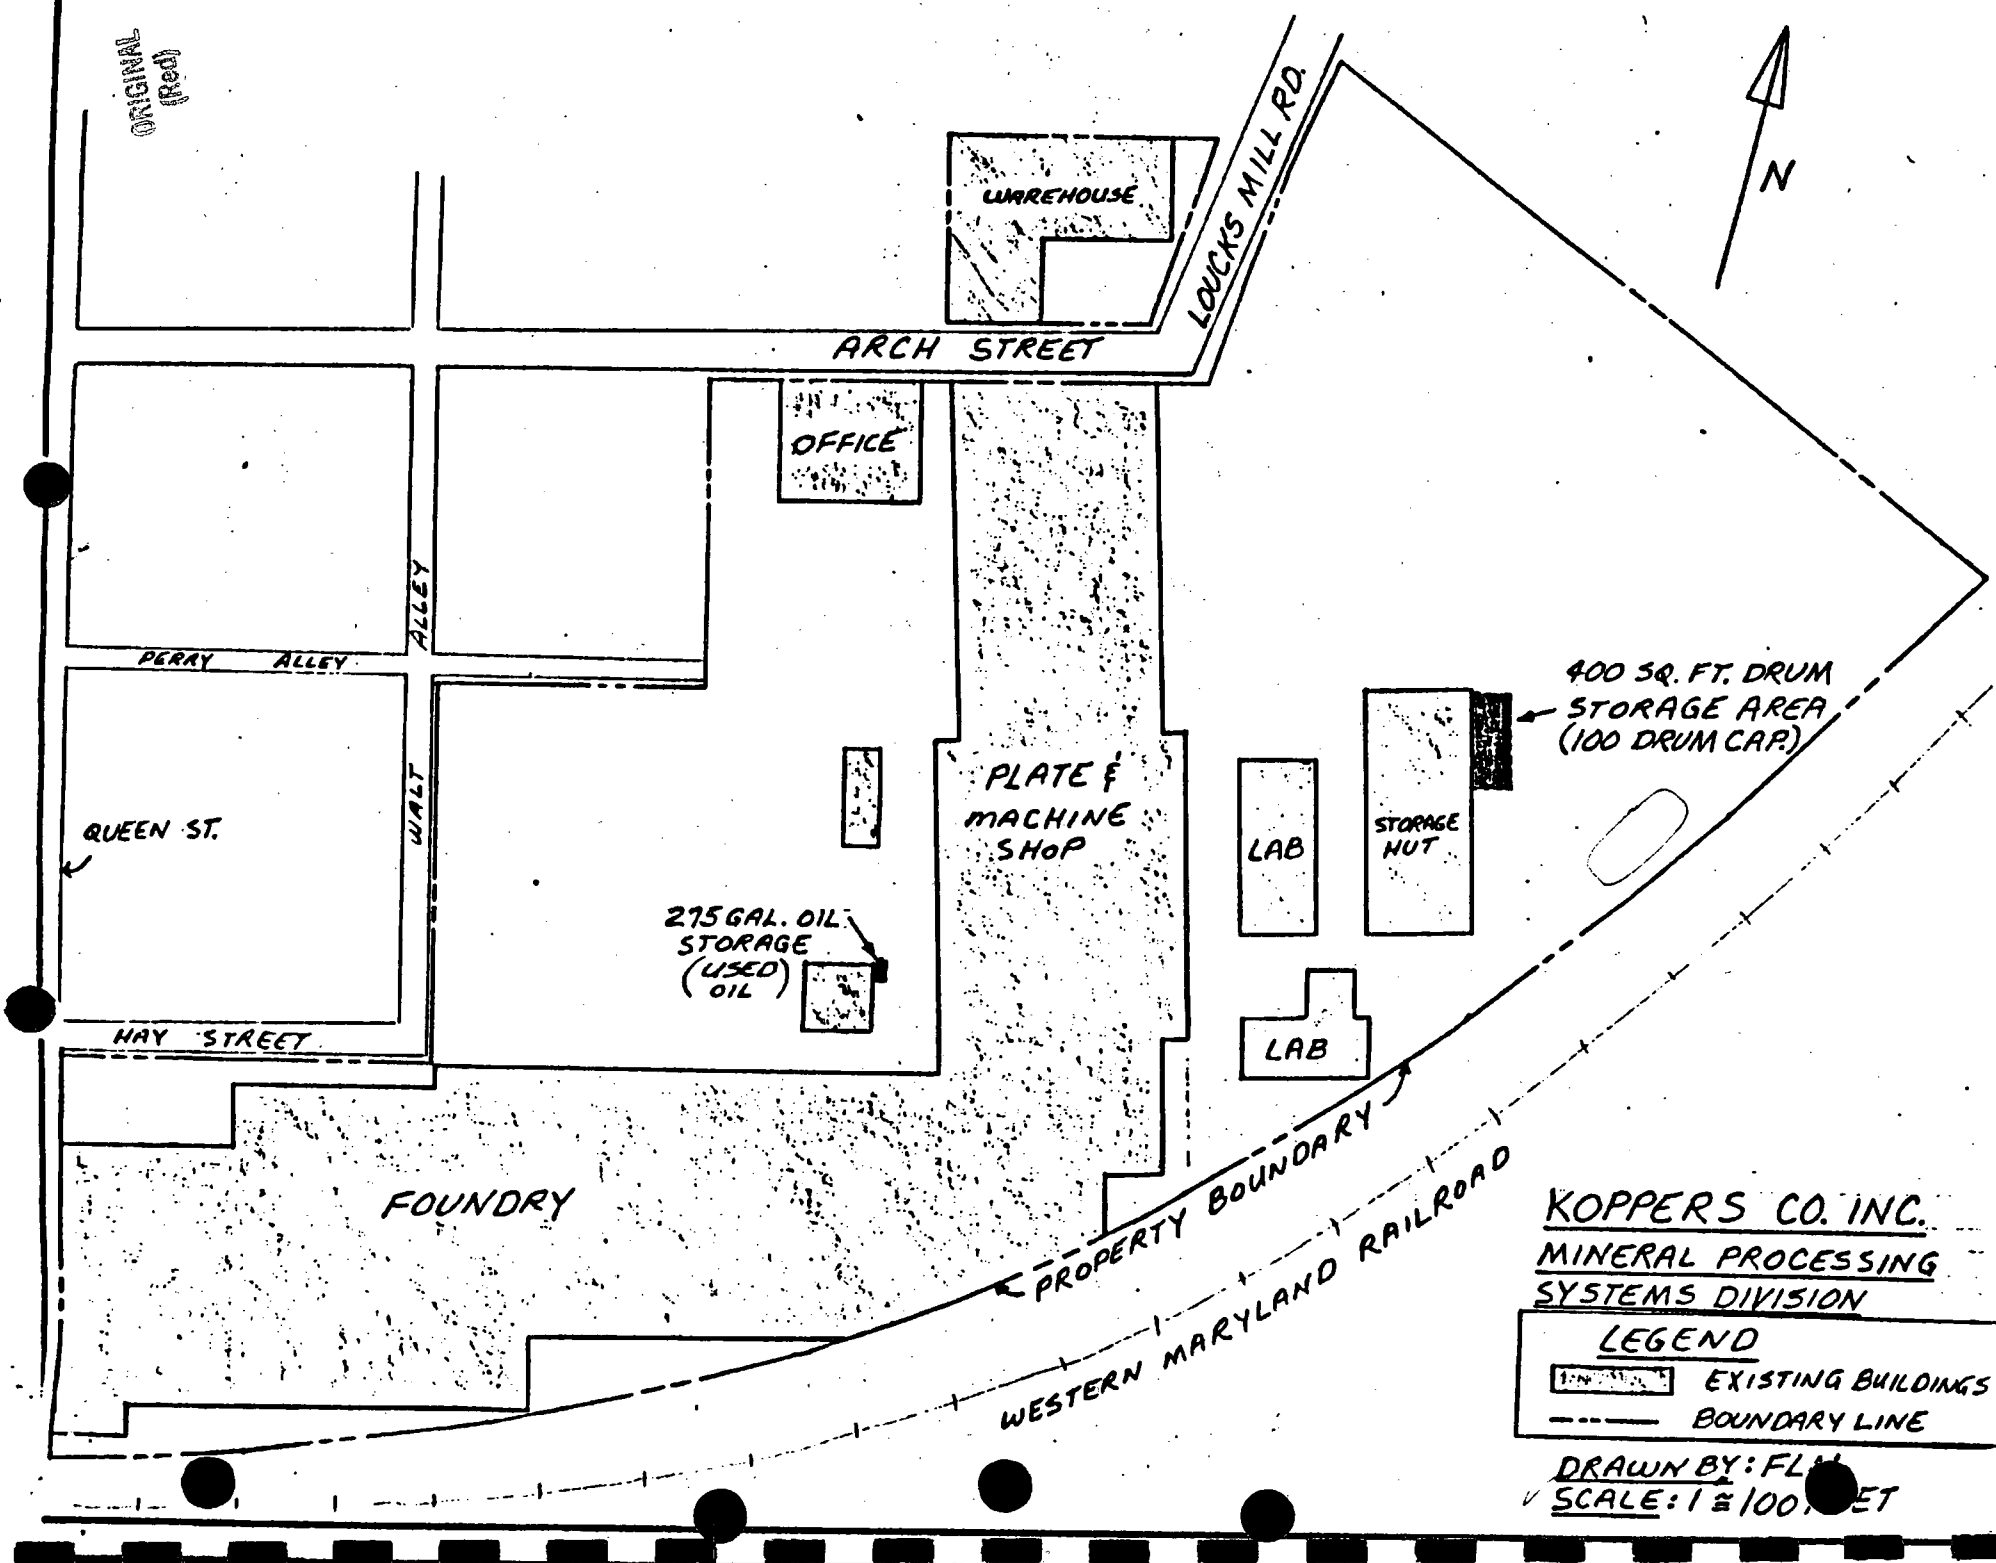 ORIGINAL
(Red)
N
WAREHOUSE
LOUCKS MILL RD.
ARCH STREET
OFFICE
PERRY ALLEY
WALT ALLEY
QUEEN ST.
HAY STREET
PLATE &
MACHINE
SHOP
275 GAL. OIL
STORAGE
(USED)
OIL
LAB
STORAGE
HUT
400 SQ. FT. DRUM
STORAGE AREA
(100 DRUM CAP.)
LAB
FOUNDRY
PROPERTY BOUNDARY
WESTERN MARYLAND RAILROAD
KOPPERS CO. INC.
MINERAL PROCESSING
SYSTEMS DIVISION
LEGEND
EXISTING BUILDINGS
BOUNDARY LINE
DRAWN BY:
SCALE: 1 ≅ 100